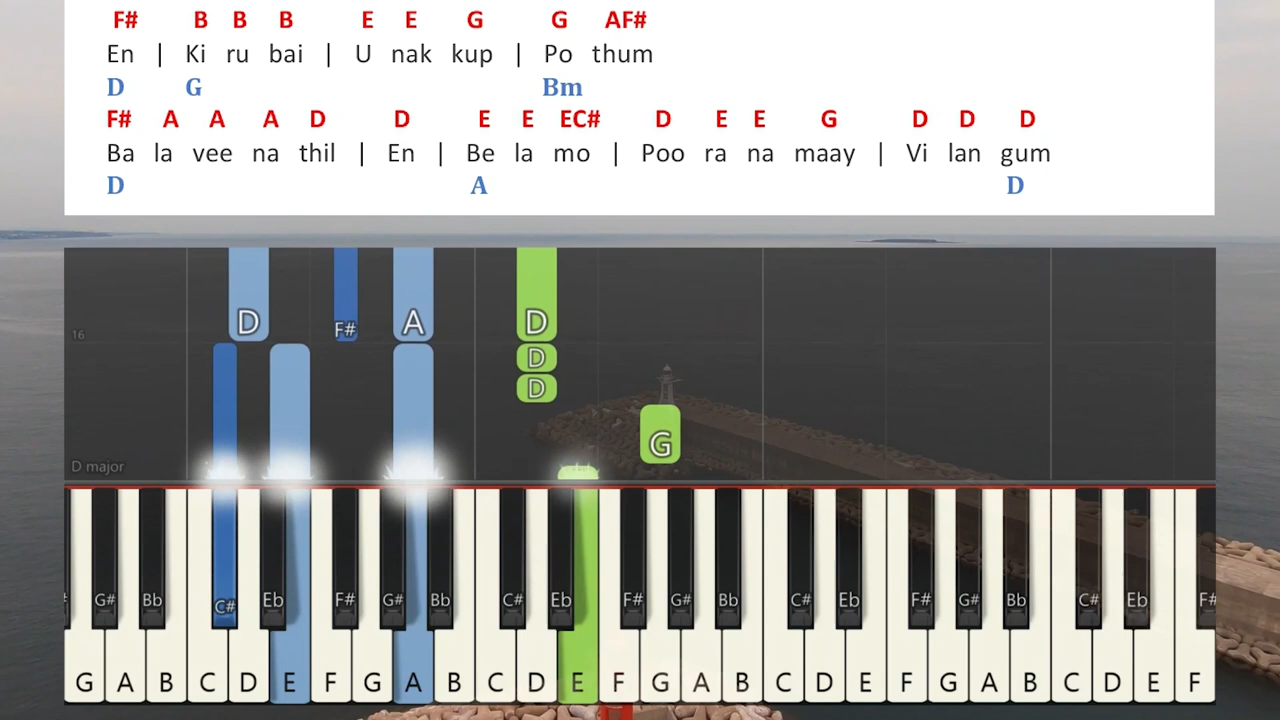 F# B B B E E G G AF#
En | Ki ru bai | U nak kup | Po thum
D G Bm
F# A A A D D E E EC# D E E G D D D
Ba la vee na thil | En | Be la mo | Poo ra na maay | Vi lan gum
D A D
D F# A D
16
D
D
G
D major
G# Bb C# Eb F# G# Bb C# Eb F# G# Bb C# Eb F# G# Bb C# Eb F#
G A B C D E F G A B C D E F G A B C D E F G A B C D E F